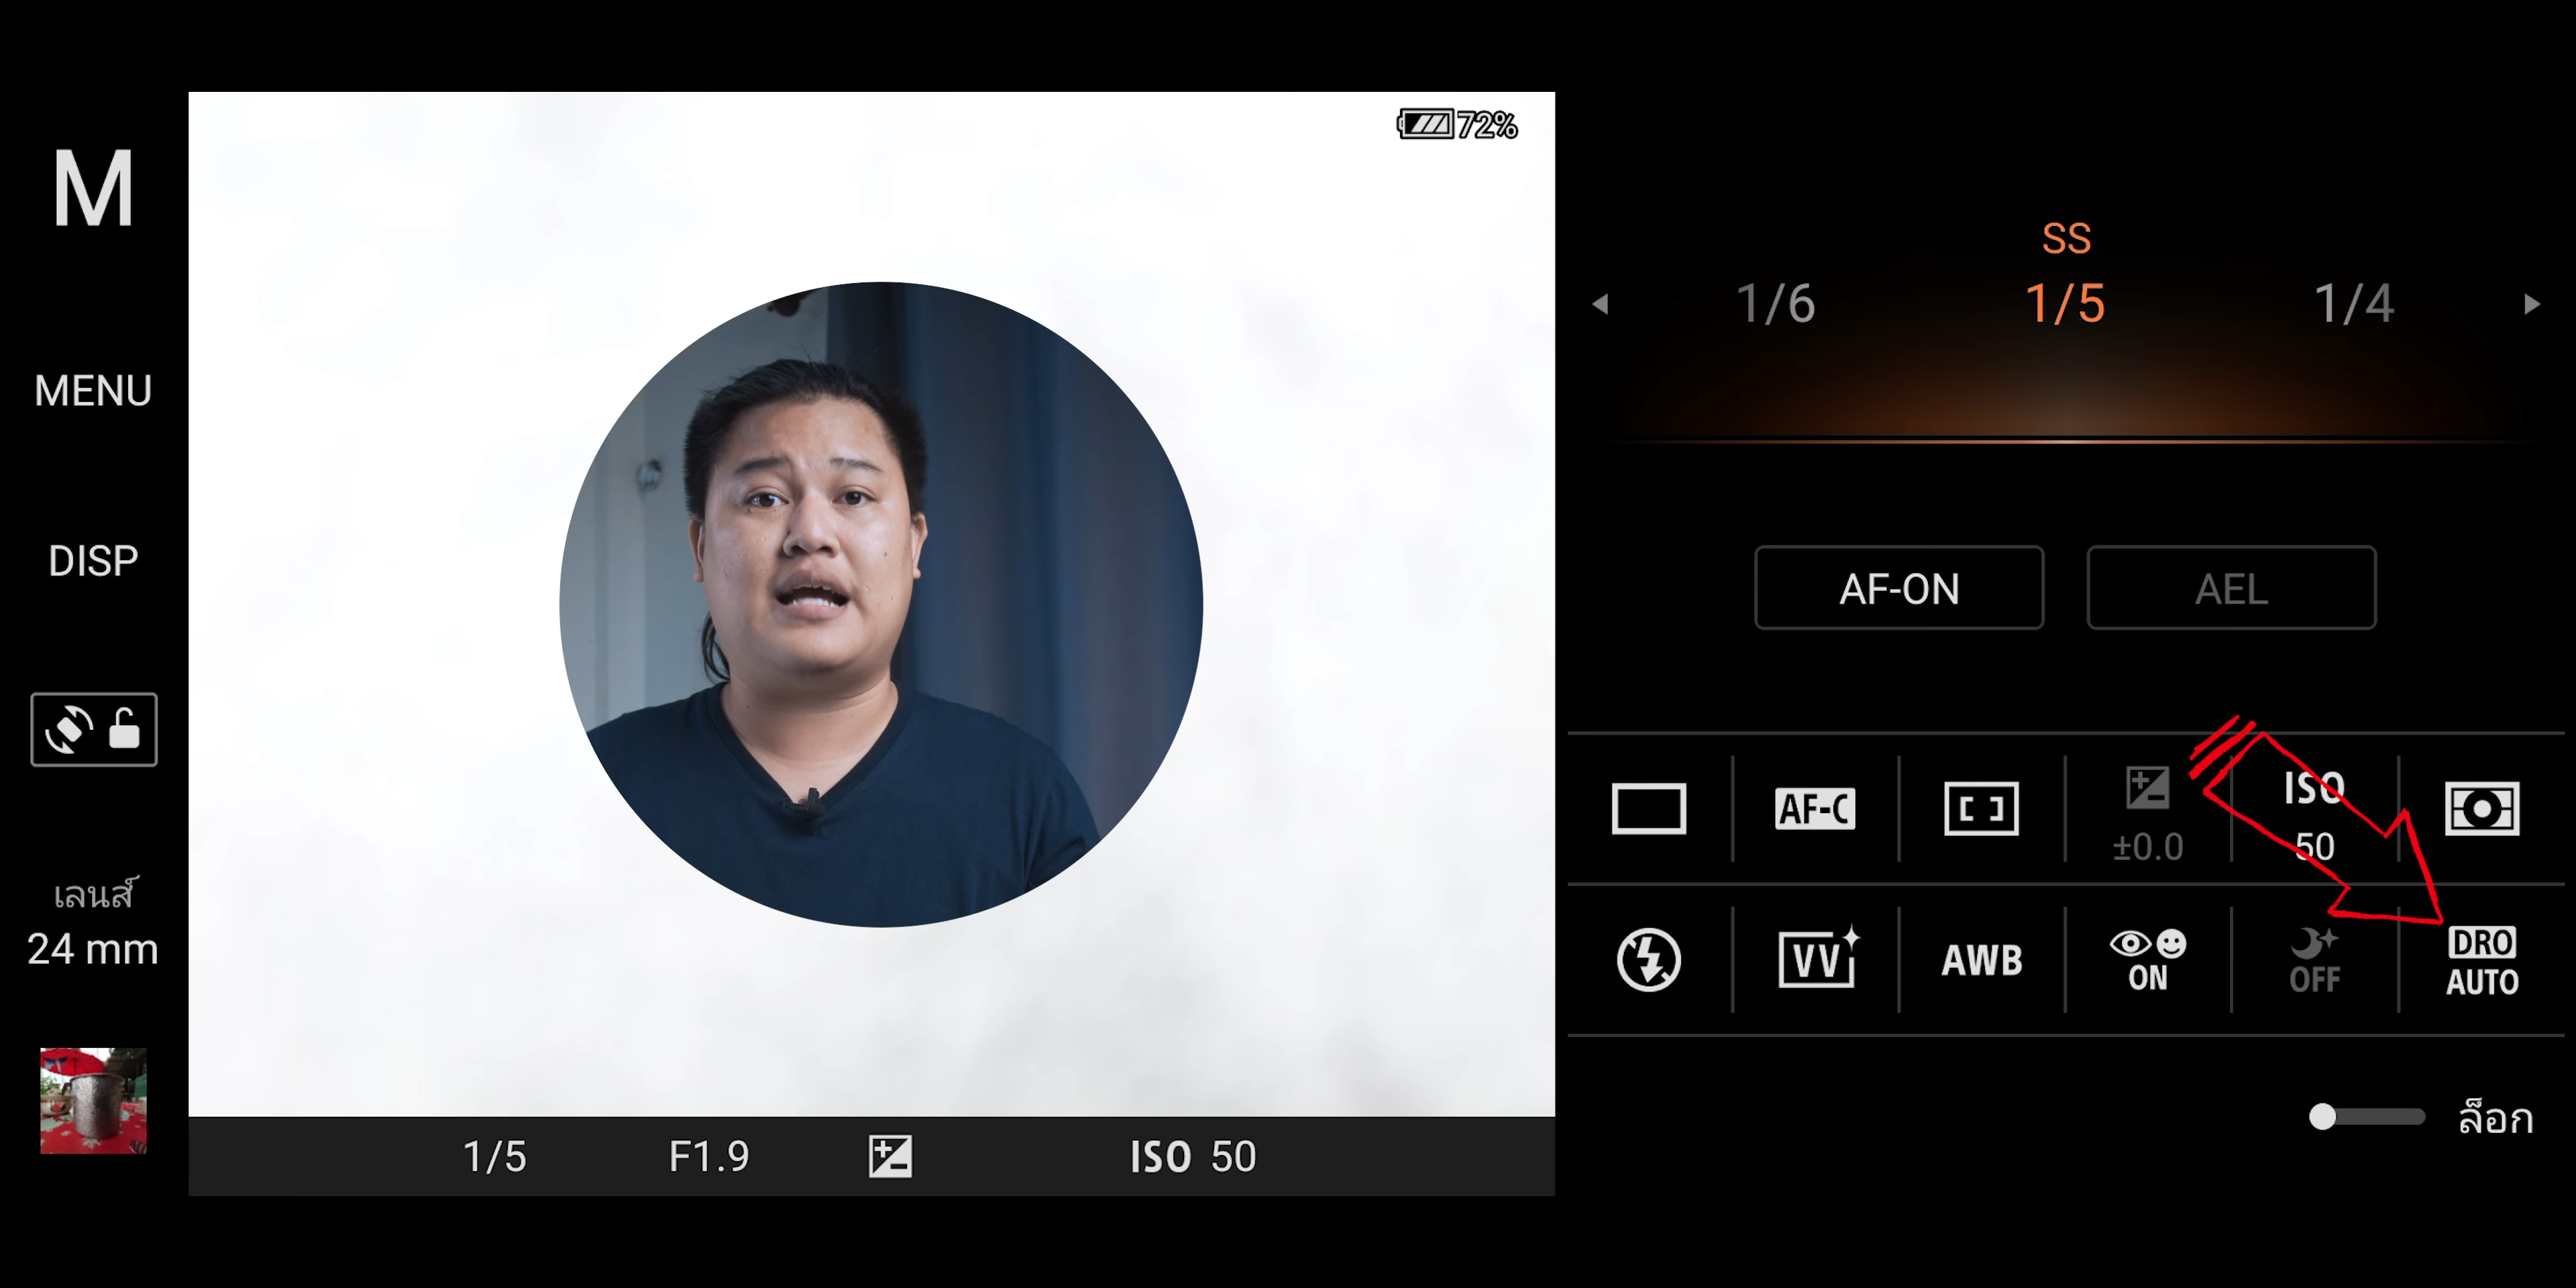 M
MENU
DISP
เลนส์
24 mm
72%
1/5 F1.9 ISO 50
SS
1/6 1/5 1/4
AF-ON AEL
AF-C
±0.0
ISO
50
VV
AWB
ON
OFF
DRO
AUTO
ล็อก